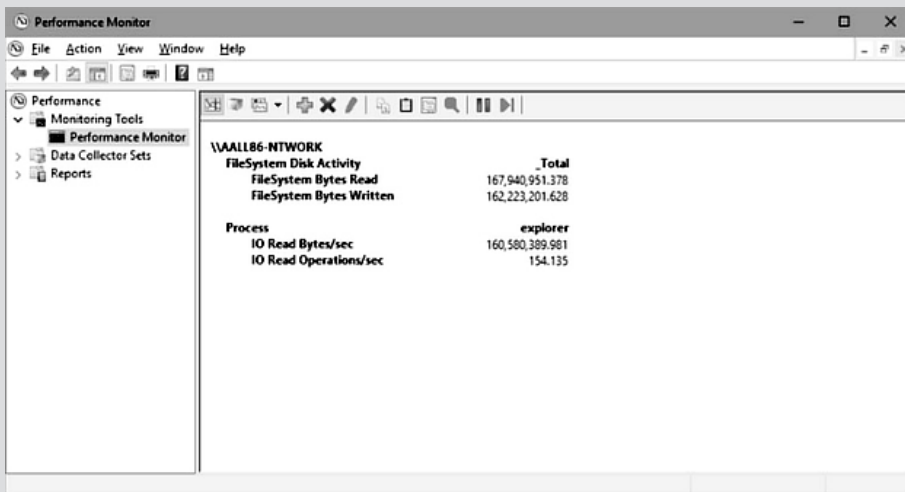 Performance Monitor
File Action View Window Help
Performance
Monitoring Tools
Performance Monitor
Data Collector Sets
Reports
\\AALL86-NTWORK
FileSystem Disk Activity _Total
FileSystem Bytes Read 167,940,951.378
FileSystem Bytes Written 162,223,201.628
Process explorer
IO Read Bytes/sec 160,580,389.981
IO Read Operations/sec 154.135